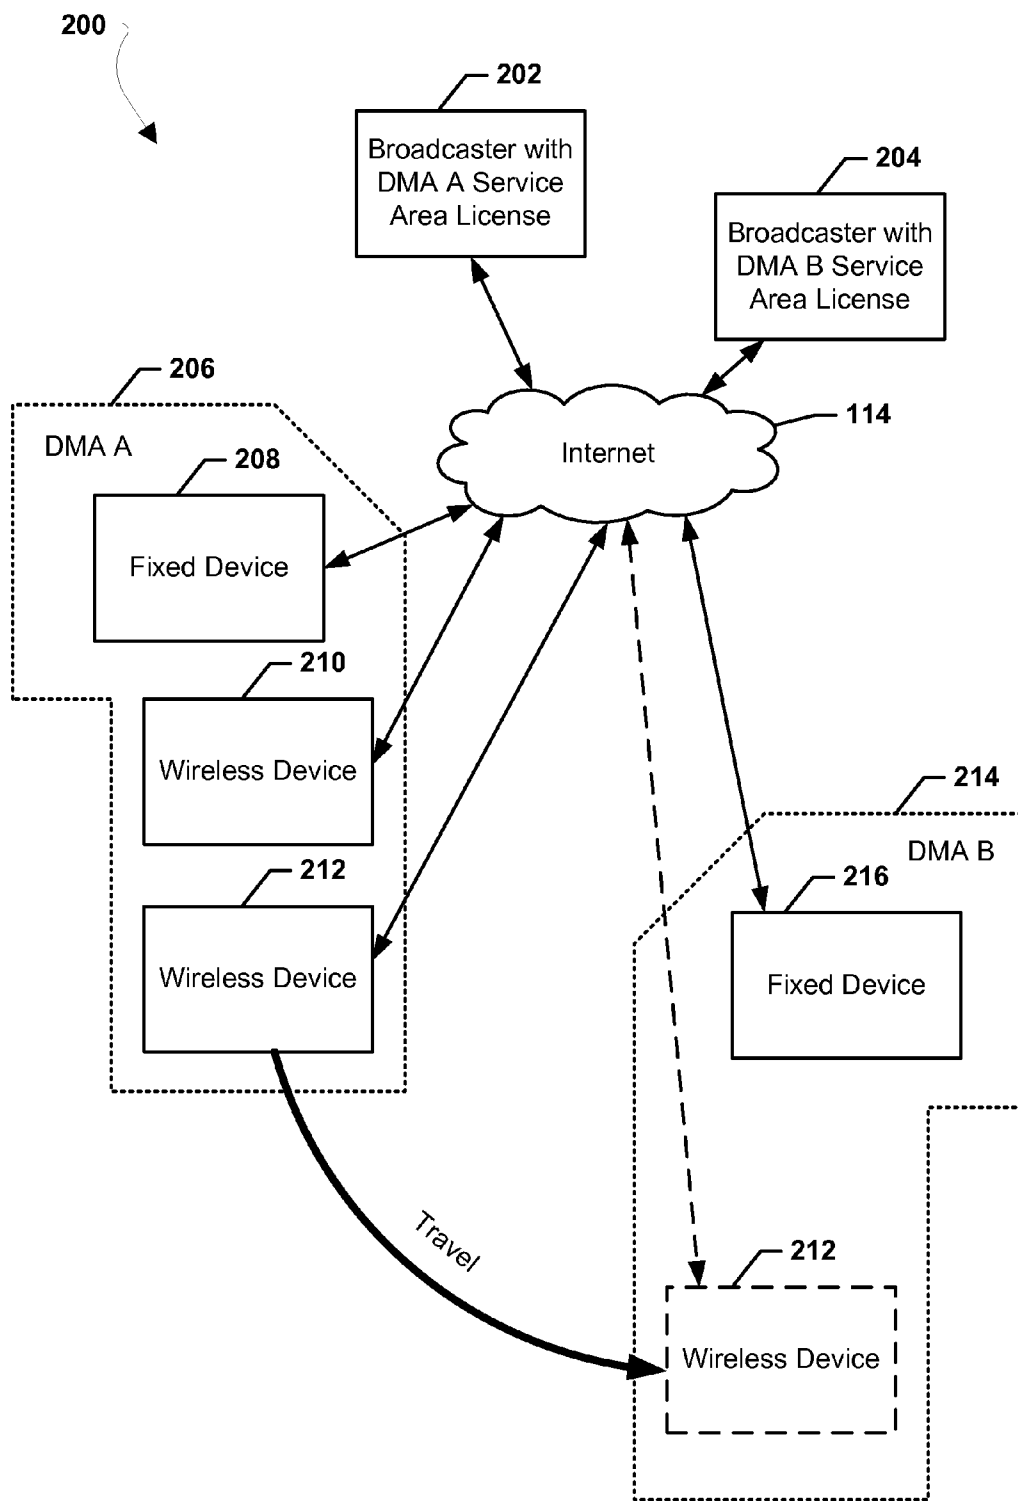 200
202
Broadcaster with
DMA A Service
Area License
204
Broadcaster with
DMA B Service
Area License
206
114
DMA A
Internet
208
Fixed Device
210
Wireless Device
214
DMA B
212
216
Wireless Device
Fixed Device
Travel
212
Wireless Device